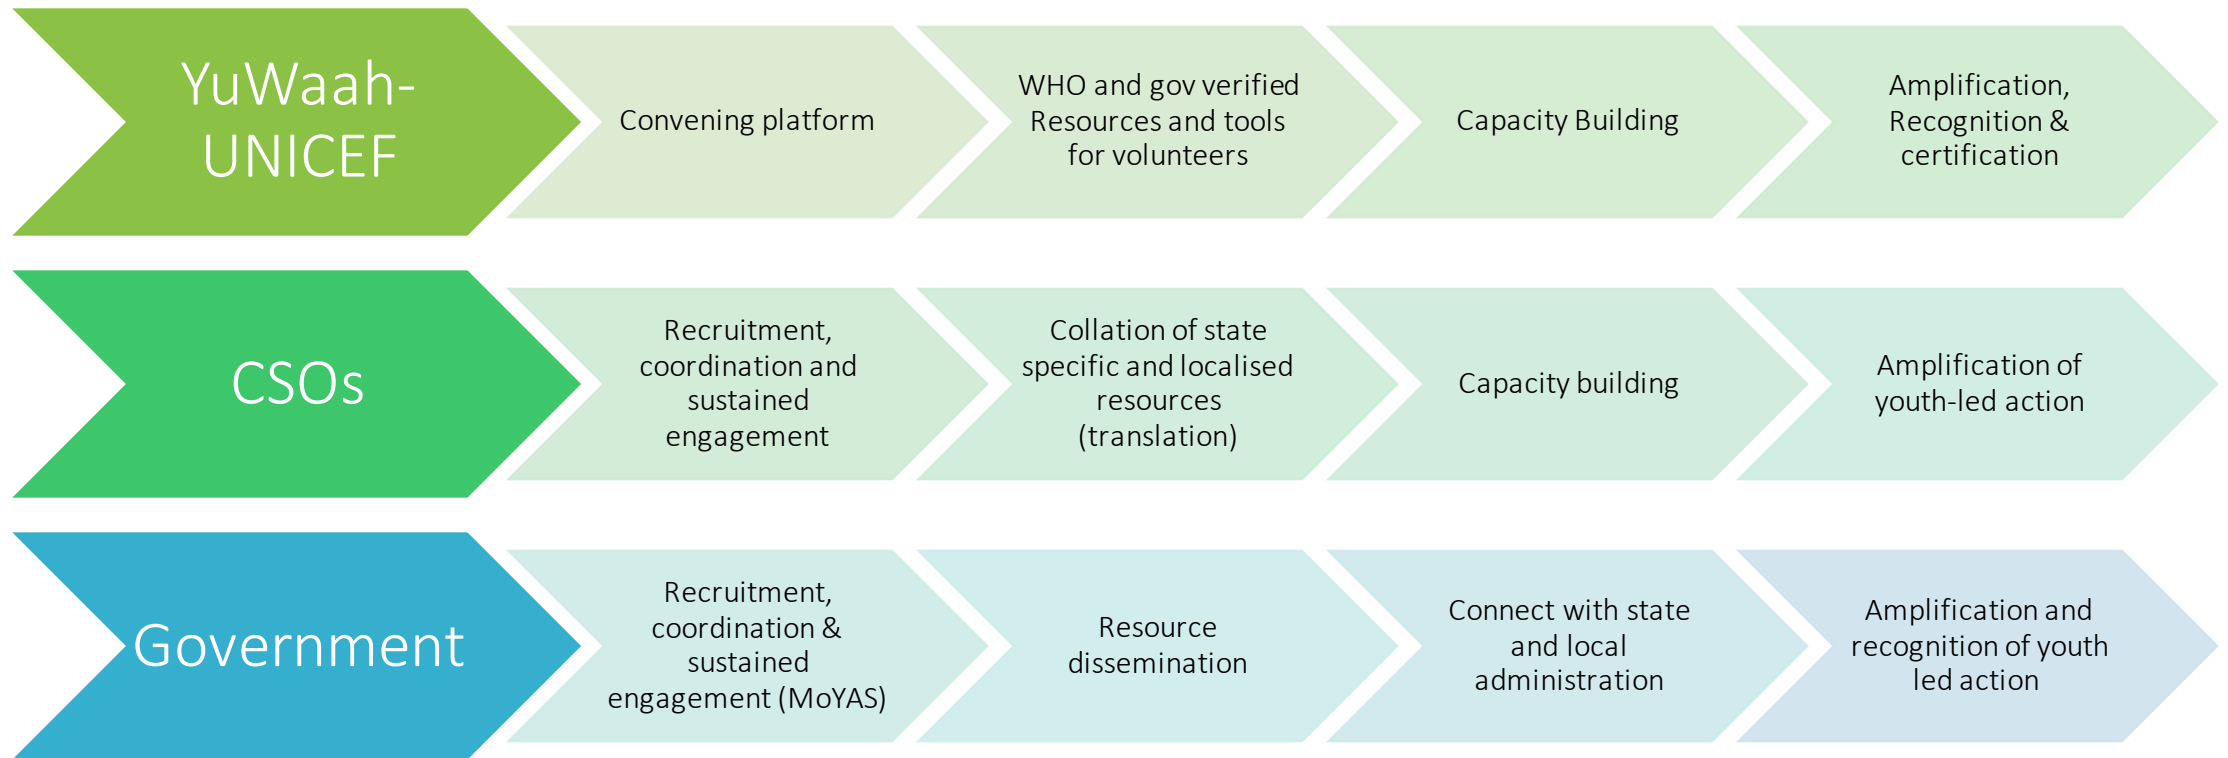 YuWaah-
UNICEF
Convening platform
WHO and gov verified
Resources and tools
for volunteers
Capacity Building
Amplification,
Recognition &
certification
CSOs
Recruitment,
coordination and
sustained
engagement
Collation of state
specific and localised
resources
(translation)
Capacity building
Amplification of
youth-led action
Government
Recruitment,
coordination &
sustained
engagement (MoYAS)
Resource
dissemination
Connect with state
and local
administration
Amplification and
recognition of youth
led action